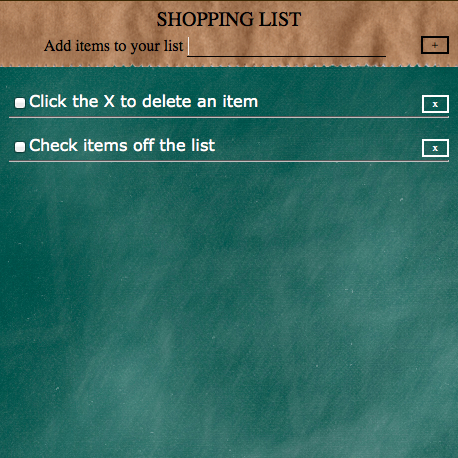 SHOPPING LIST
Add items to your list
+
Click the X to delete an item
x
Check items off the list
x